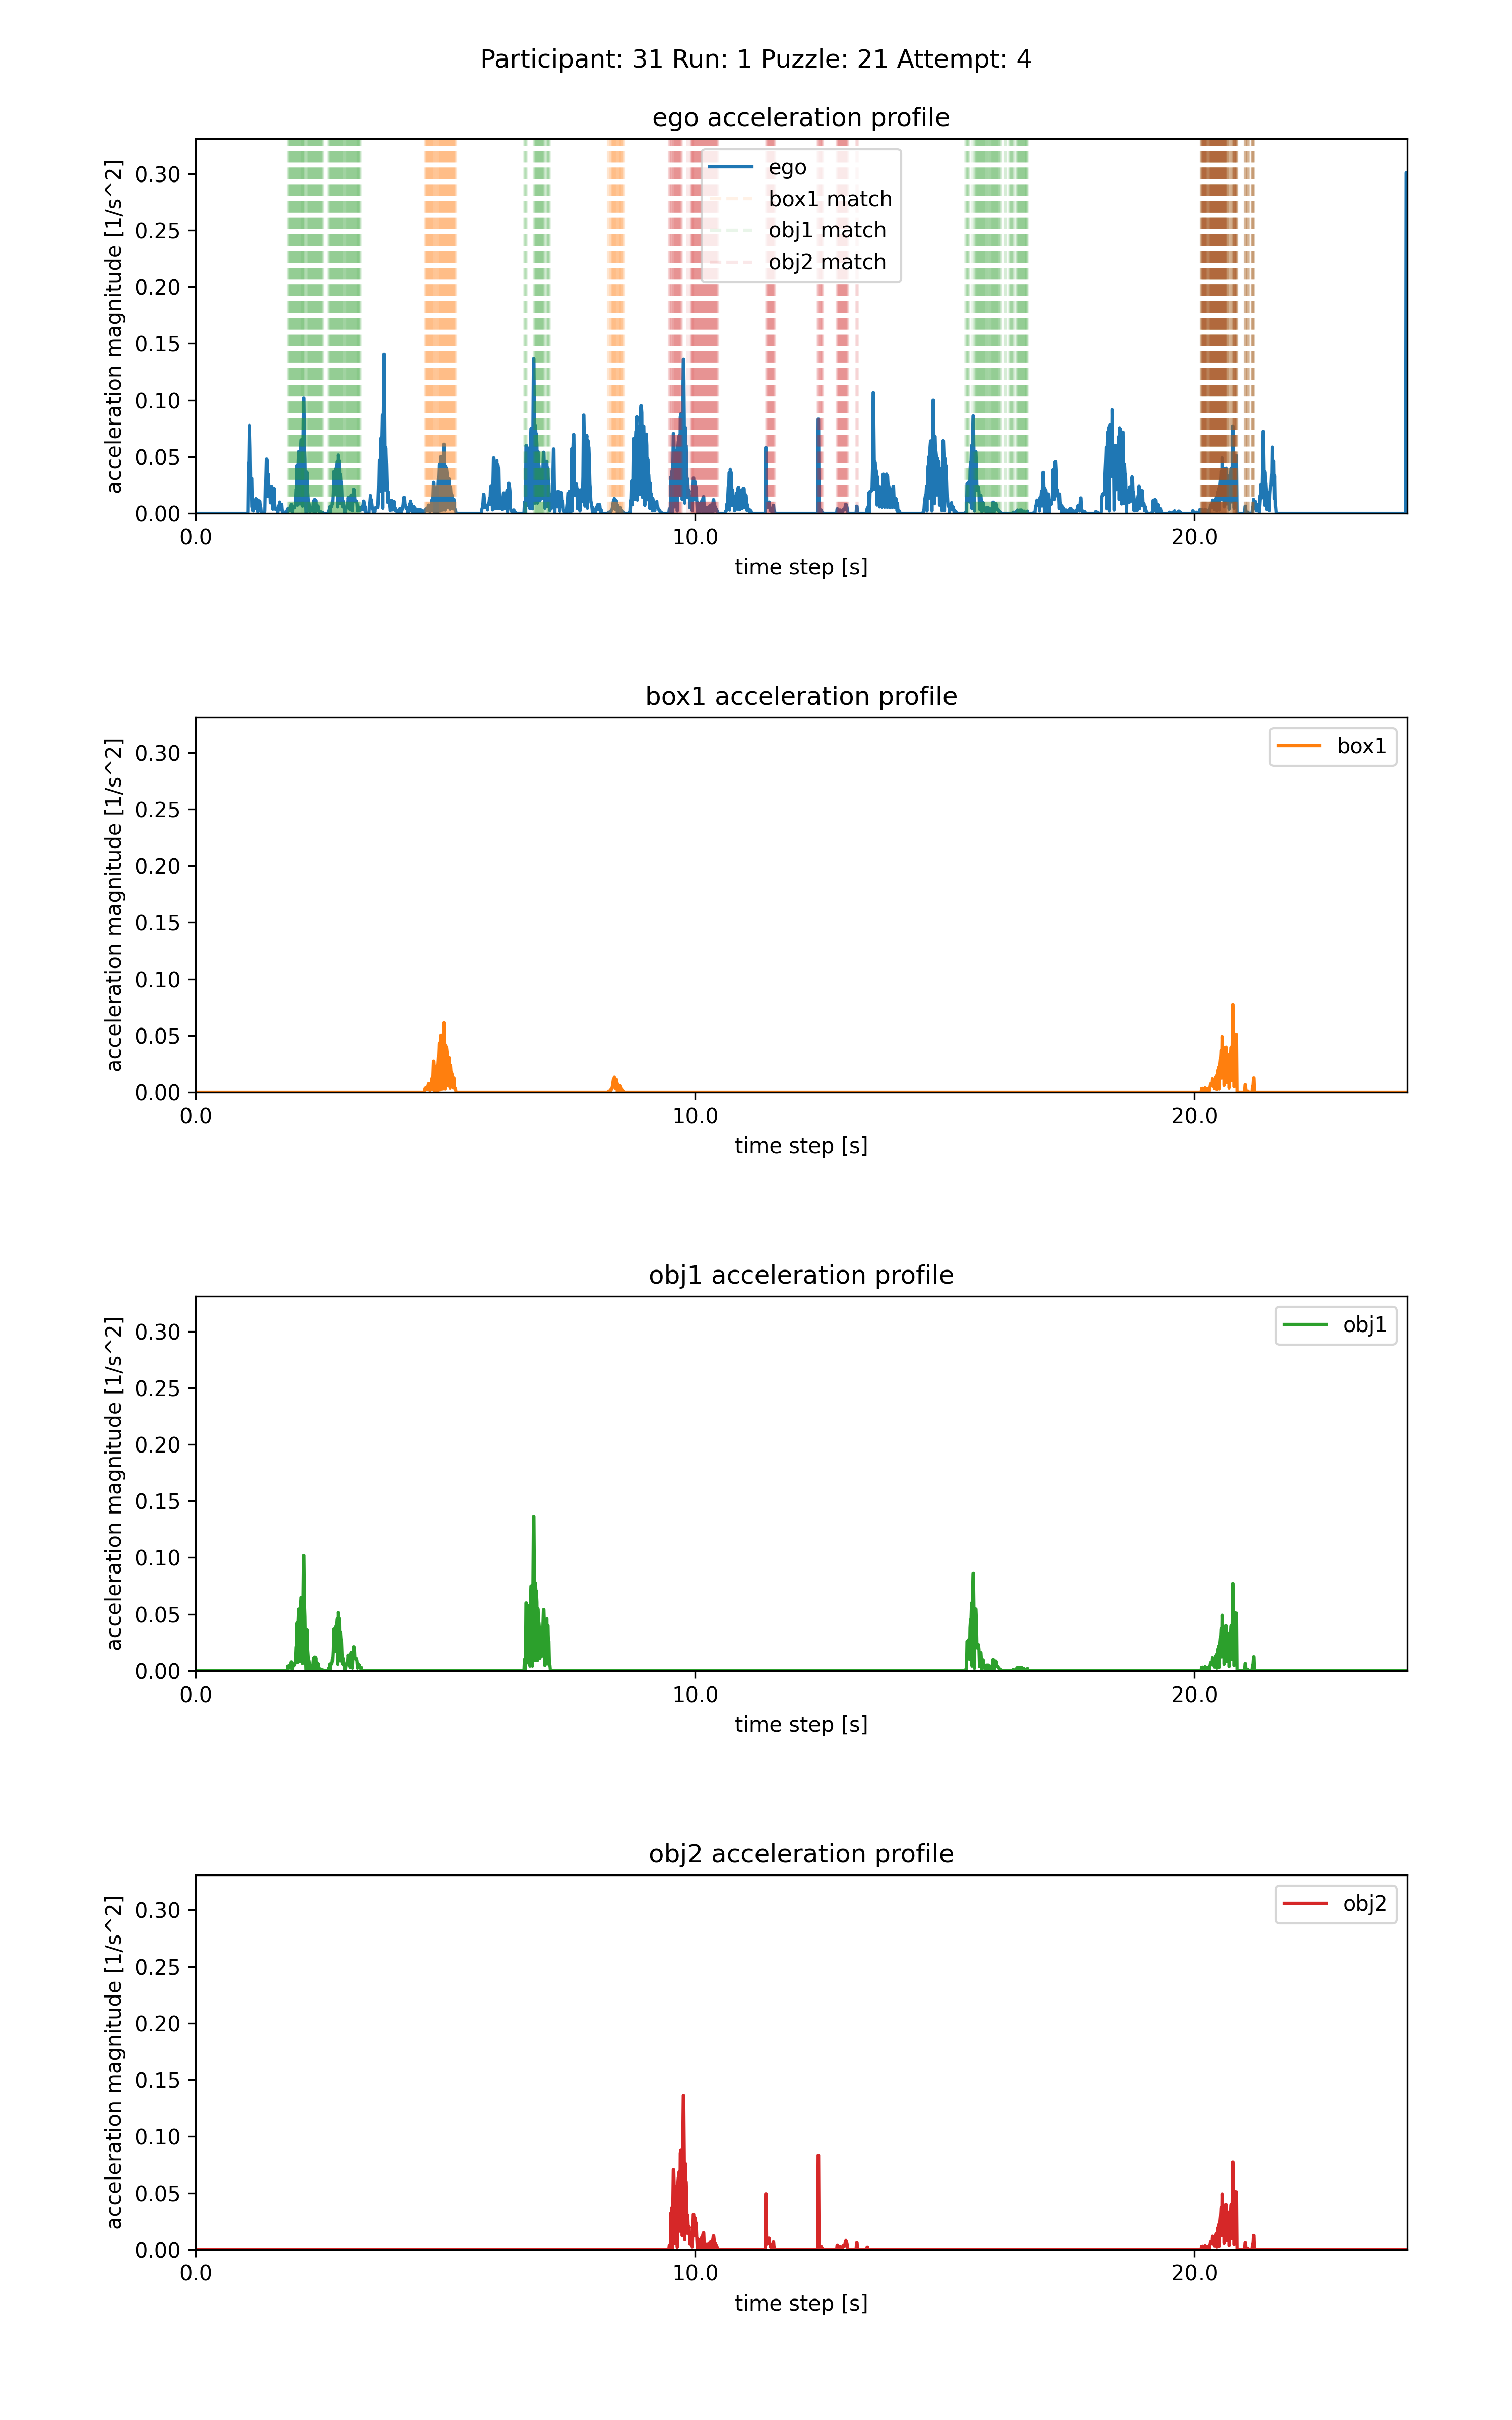 Participant: 31 Run: 1 Puzzle: 21 Attempt: 4
ego acceleration profile
acceleration magnitude [1/s^2]
0.30
0.25
0.20
0.15
0.10
0.05
0.00
ego
box1 match
obj1 match
obj2 match
0.0 10.0 20.0
time step [s]
box1 acceleration profile
acceleration magnitude [1/s^2]
0.30
0.25
0.20
0.15
0.10
0.05
0.00
box1
0.0 10.0 20.0
time step [s]
obj1 acceleration profile
acceleration magnitude [1/s^2]
0.30
0.25
0.20
0.15
0.10
0.05
0.00
obj1
0.0 10.0 20.0
time step [s]
obj2 acceleration profile
acceleration magnitude [1/s^2]
0.30
0.25
0.20
0.15
0.10
0.05
0.00
obj2
0.0 10.0 20.0
time step [s]